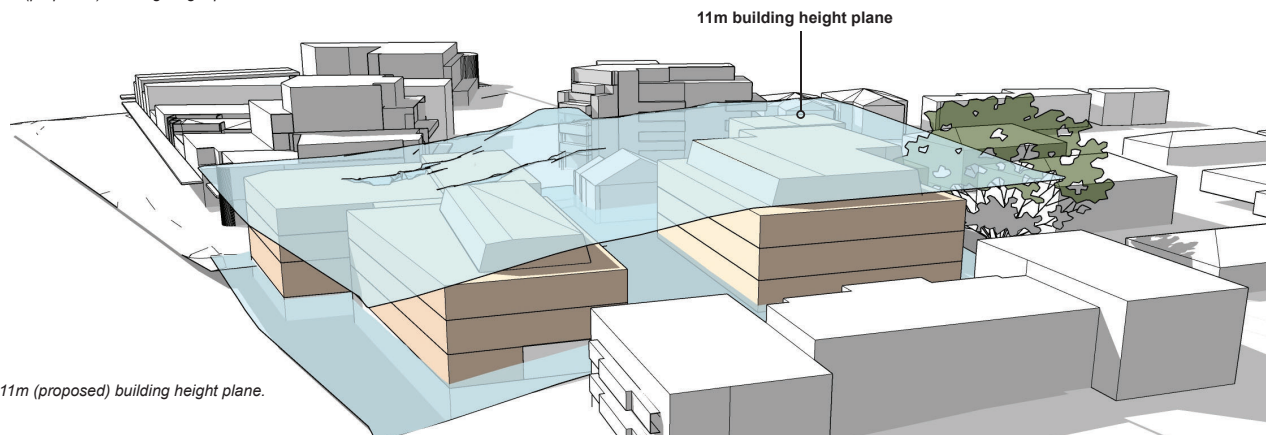 11m building height plane
11m (proposed) building height plane.